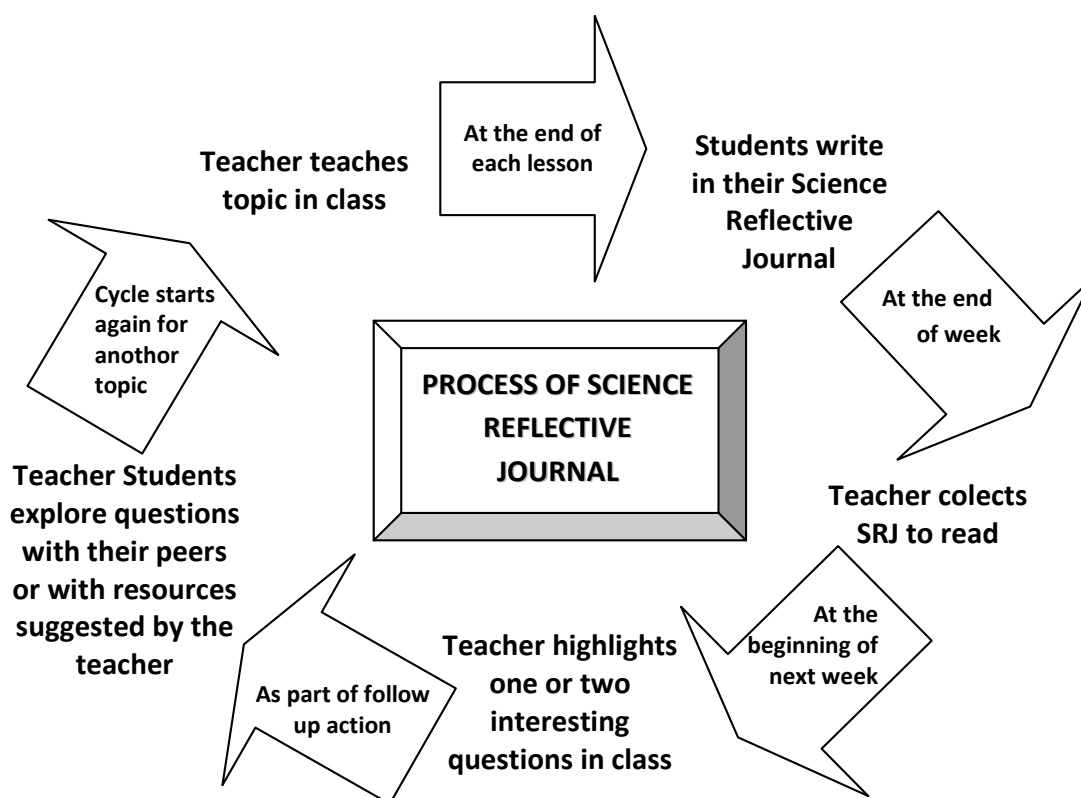 Teacher teaches
topic in class
At the end of
each lesson
Students write
in their Science
Reflective
Journal
At the end
of week
Teacher colects
SRJ to read
At the
beginning of
next week
Teacher highlights
one or two
interesting
questions in class
As part of follow
up action
Teacher Students
explore questions
with their peers
or with resources
suggested by the
teacher
Cycle starts
again for
anothor
topic
PROCESS OF SCIENCE
REFLECTIVE
JOURNAL